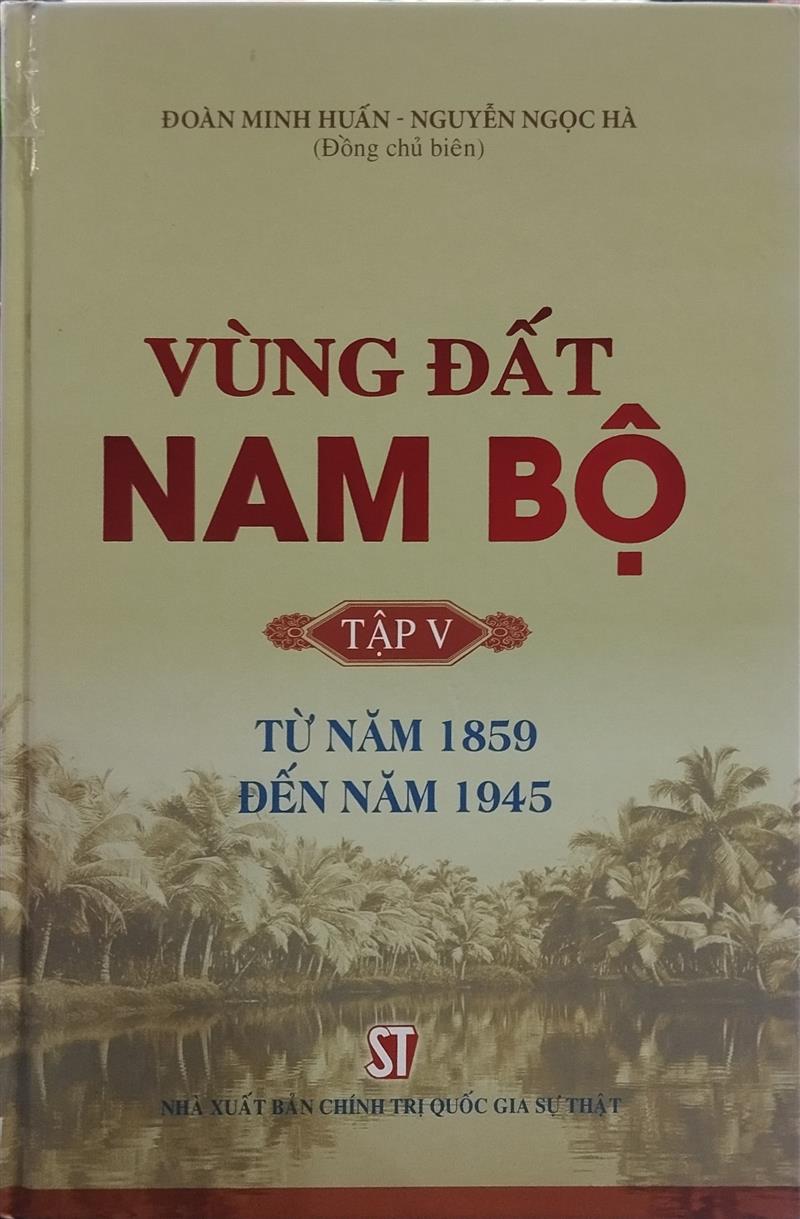 ĐOÀN MINH HUẤN - NGUYỄN NGỌC HÀ
(Đồng chủ biên)
VÙNG ĐẤT
NAM BỘ
TẬP V
TỪ NĂM 1859
ĐẾN NĂM 1945
ST
NHÀ XUẤT BẢN CHÍNH TRỊ QUỐC GIA SỰ THẬT